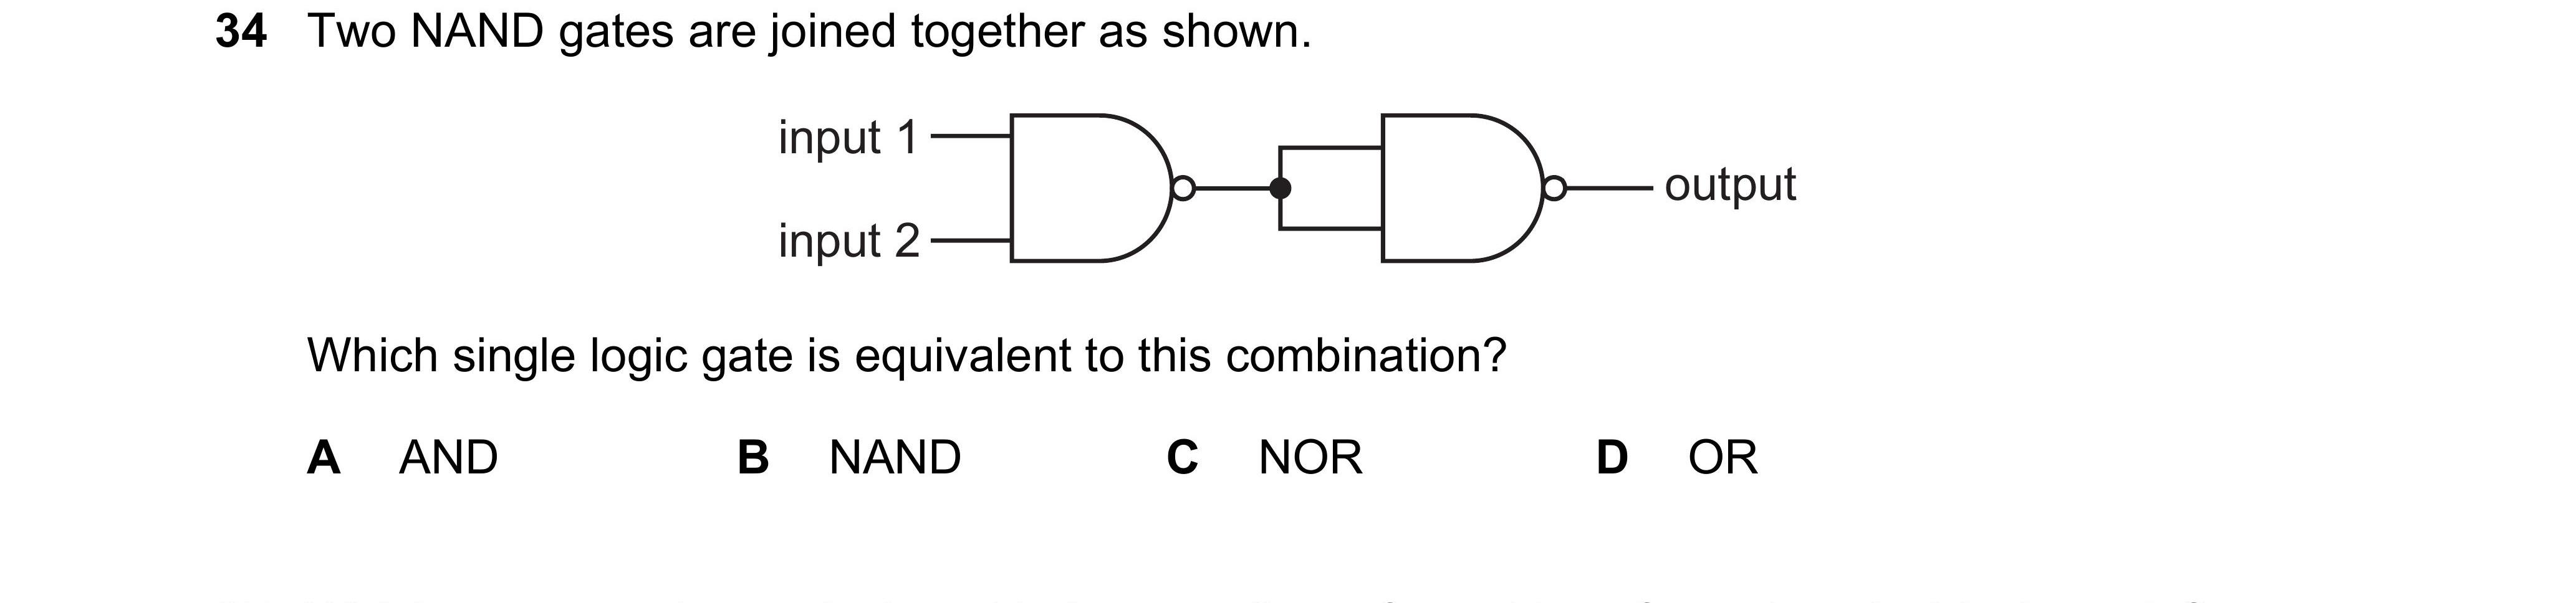 34 Two NAND gates are joined together as shown.
input 1
output
input 2
Which single logic gate is equivalent to this combination?
A AND B NAND C NOR D OR